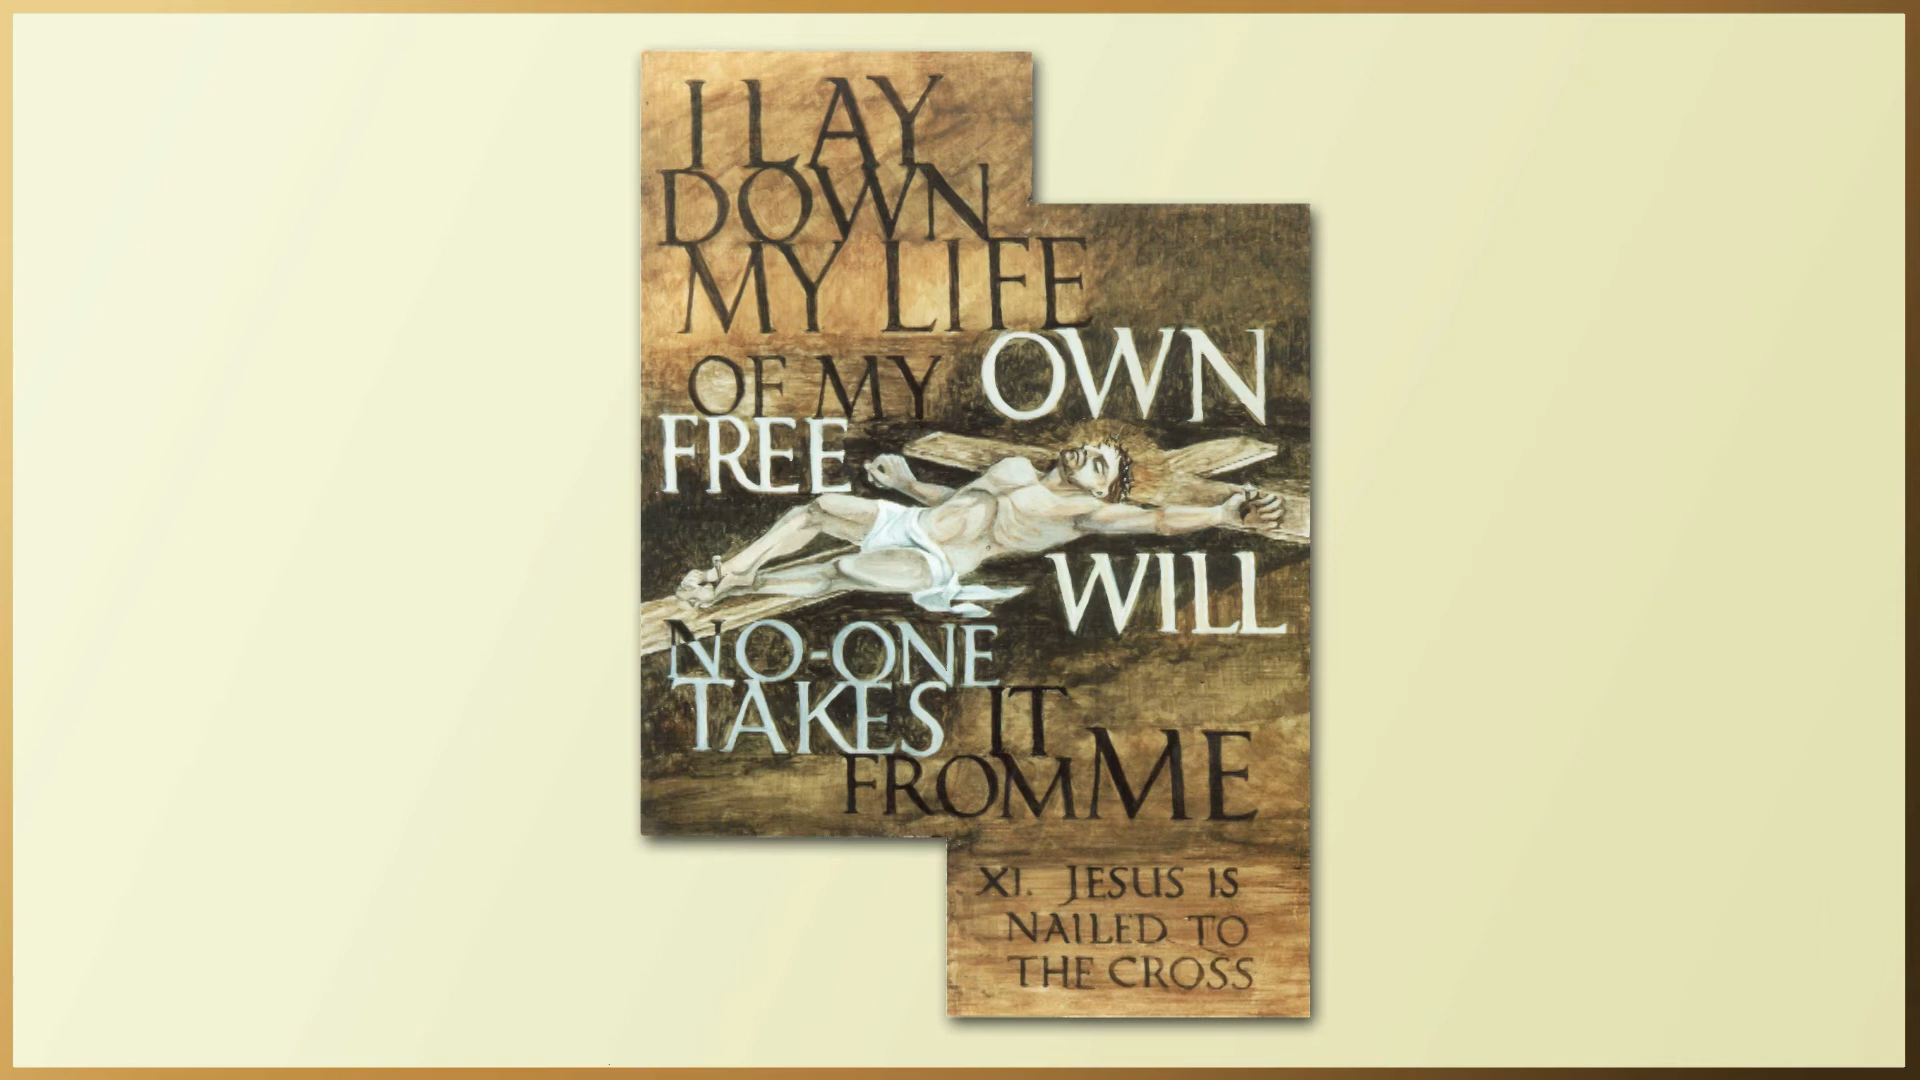 I LAY
DOWN
MY LIFE
OF MY OWN
FREE
WILL
NO-ONE
TAKES IT
FROM ME
XI. JESUS IS
NAILED TO
THE CROSS